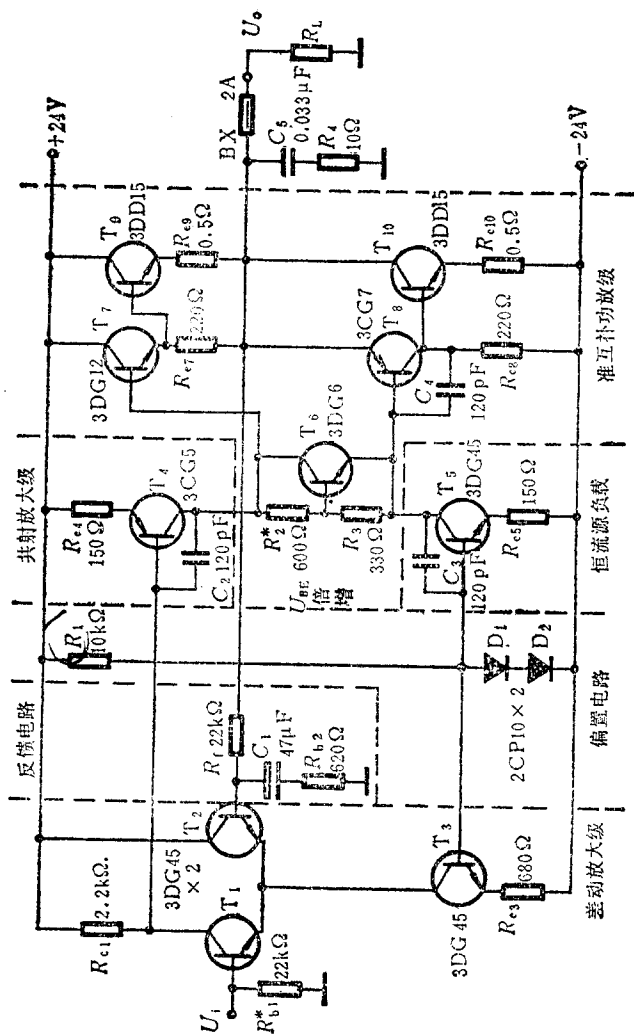 反馈电路
共射放大级
+24V
R₁
10kΩ
Rc1
2.2kΩ.
3DG45
×2
T₁
T₂
Uᵢ
R*b1
22kΩ
Rf 22kΩ
C₁
47μF
Rb2
620Ω
Re4
150Ω
T₄
3CG5
C₂ 120pF
R*₂
600Ω
UBE
倍
增
R₃
330Ω
T₆
3DG6
3DG12
T₇
T₉
3DD15
Re7
220Ω
Re9
0.5Ω
BX 2A
Uo
C₅
0.033μF
R₄
10Ω
RL
3CG7
T₈
T₁₀
3DD15
C₄
120pF
Re8
220Ω
Re10
0.5Ω
C₃
120pF
T₅
3DG45
Re5
150Ω
T₃
3DG45
Re3
680Ω
D₁
D₂
2CP10×2
-24V
差动放大级
偏置电路
恒流源负载
准互补功放级